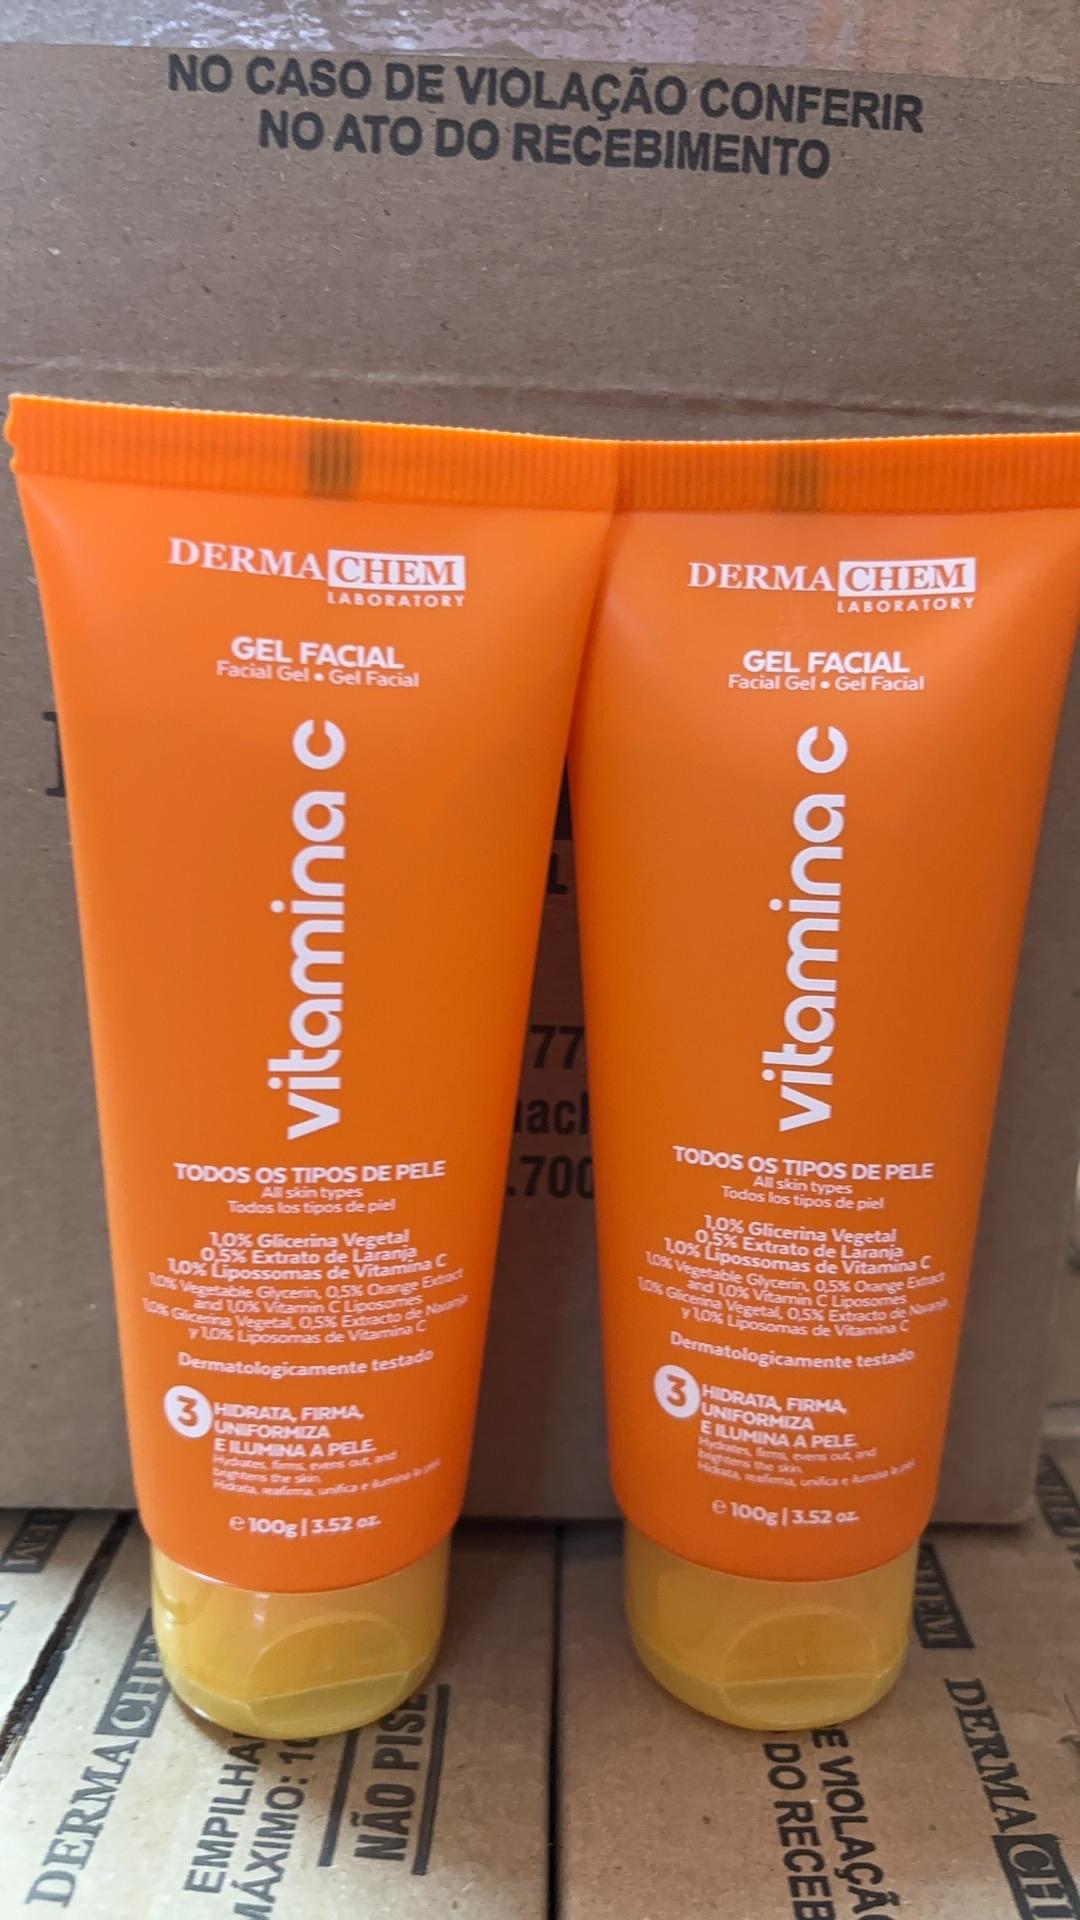 NO CASO DE VIOLAÇÃO CONFERIR
NO ATO DO RECEBIMENTO
DERMA CHEM
LABORATORY
GEL FACIAL
Facial Gel • Gel Facial
vitamina c
TODOS OS TIPOS DE PELE
All skin types
Todos los tipos de piel
1,0% Glicerina Vegetal
0,5% Extrato de Laranja
1,0% Lipossomas de Vitamina C
1,0% Vegetable Glycerin, 0,5% Orange Extract
and 1,0% Vitamin C Liposomes
1,0% Glicerina Vegetal, 0,5% Extracto de Naranja
y 1,0% Liposomas de Vitamina C
Dermatologicamente testado
3 HIDRATA, FIRMA,
UNIFORMIZA
E ILUMINA A PELE.
Hydrates, firms, evens out, and
brightens the skin.
Hidrata, reafirma, unifica e ilumina la piel
℮ 100g | 3.52 oz.
DERMA CHEM
LABORATORY
GEL FACIAL
Facial Gel • Gel Facial
vitamina c
TODOS OS TIPOS DE PELE
All skin types
Todos los tipos de piel
1,0% Glicerina Vegetal
0,5% Extrato de Laranja
1,0% Lipossomas de Vitamina C
1,0% Vegetable Glycerin, 0,5% Orange Extract
and 1,0% Vitamin C Liposomes
1,0% Glicerina Vegetal, 0,5% Extracto de Naranja
y 1,0% Liposomas de Vitamina C
Dermatologicamente testado
3 HIDRATA, FIRMA,
UNIFORMIZA
E ILUMINA A PELE.
Hydrates, firms, evens out, and
brightens the skin.
Hidrata, reafirma, unifica e ilumina la piel
℮ 100g | 3.52 oz.
77
.700
DERMA CHE
EMPILHA
MÁXIMO: 1
NÃO PISE
E VIOLAÇÃO
DO RECEB
DERMA CHE